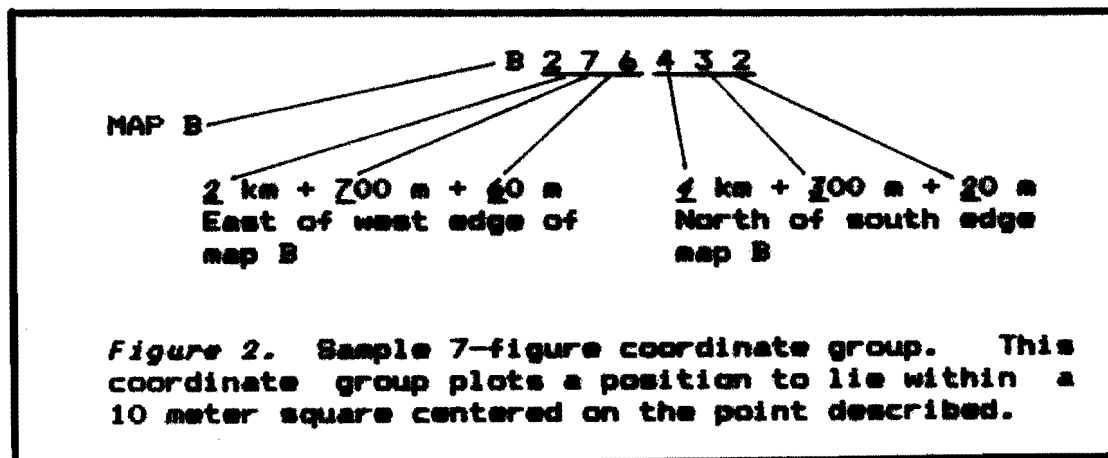 B 2 7 6 4 3 2
MAP B
2 km + 700 m + 60 m
East of west edge of
map B
4 km + 300 m + 20 m
North of south edge
map B
Figure 2. Sample 7-figure coordinate group. This
coordinate group plots a position to lie within a
10 meter square centered on the point described.